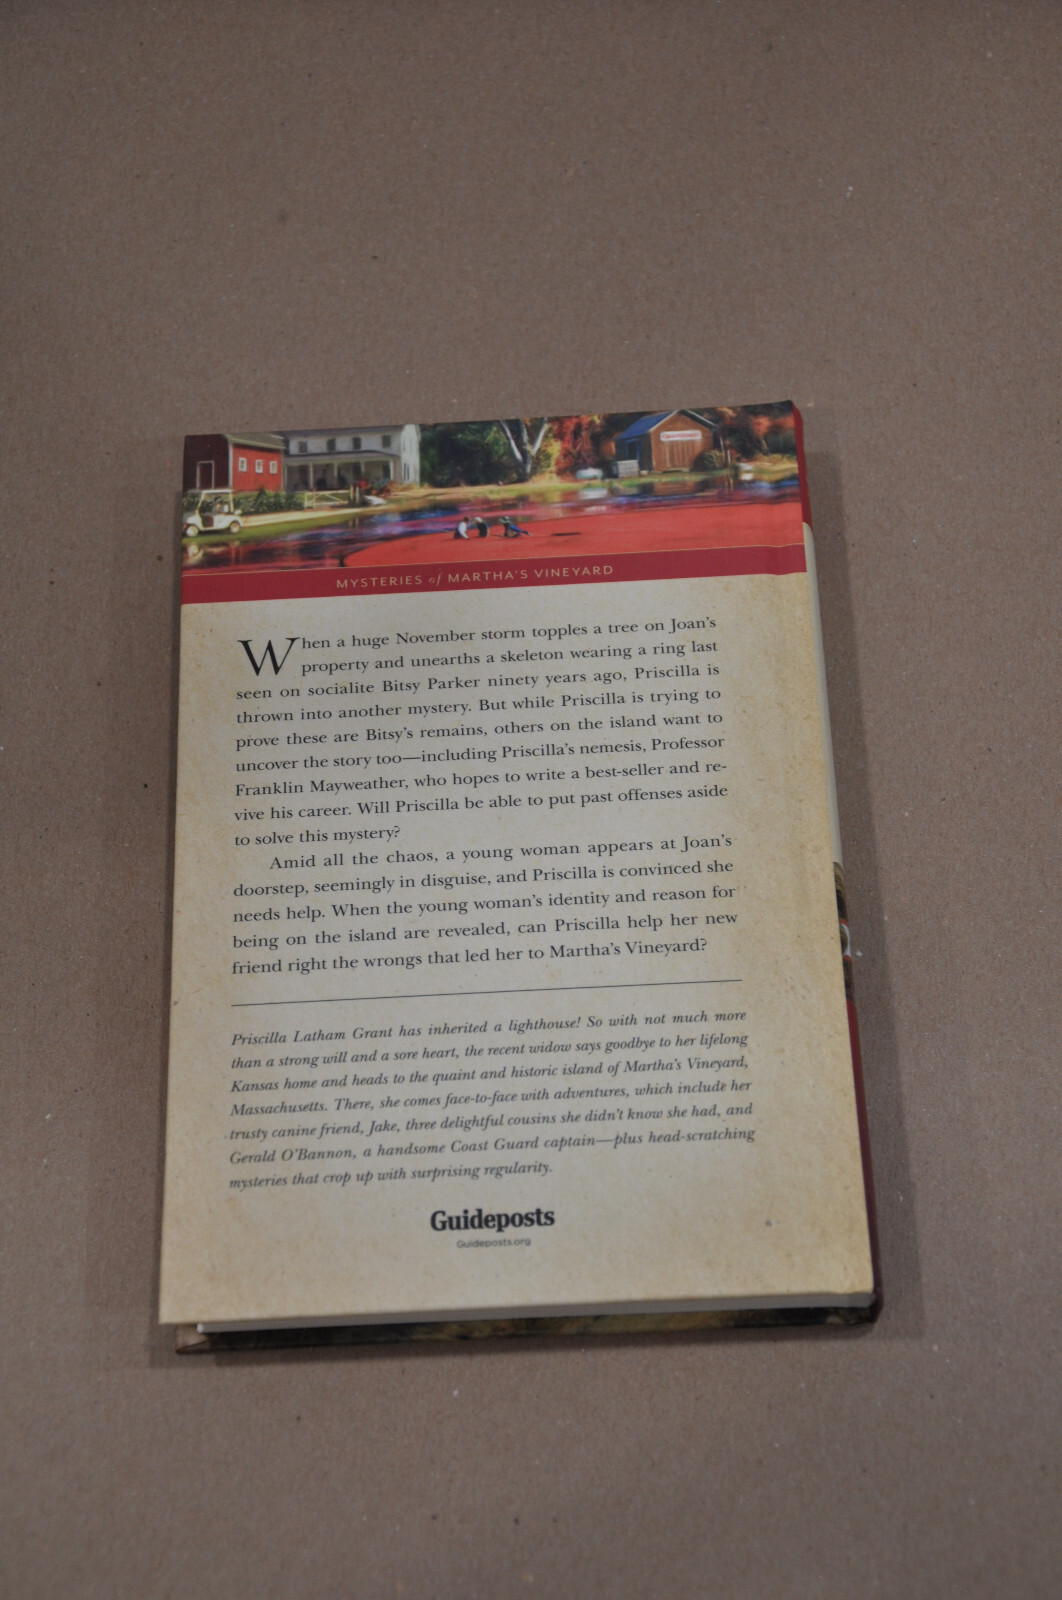 MYSTERIES of MARTHA'S VINEYARD
When a huge November storm topples a tree on Joan's
property and unearths a skeleton wearing a ring last
seen on socialite Bitsy Parker ninety years ago, Priscilla is
thrown into another mystery. But while Priscilla is trying to
prove these are Bitsy's remains, others on the island want to
uncover the story too—including Priscilla's nemesis, Professor
Franklin Mayweather, who hopes to write a best-seller and re-
vive his career. Will Priscilla be able to put past offenses aside
to solve this mystery?
Amid all the chaos, a young woman appears at Joan's
doorstep, seemingly in disguise, and Priscilla is convinced she
needs help. When the young woman's identity and reason for
being on the island are revealed, can Priscilla help her new
friend right the wrongs that led her to Martha's Vineyard?
Priscilla Latham Grant has inherited a lighthouse! So with not much more
than a strong will and a sore heart, the recent widow says goodbye to her lifelong
Kansas home and heads to the quaint and historic island of Martha's Vineyard,
Massachusetts. There, she comes face-to-face with adventures, which include her
trusty canine friend, Jake, three delightful cousins she didn't know she had, and
Gerald O'Bannon, a handsome Coast Guard captain—plus head-scratching
mysteries that crop up with surprising regularity.
Guideposts
Guideposts.org